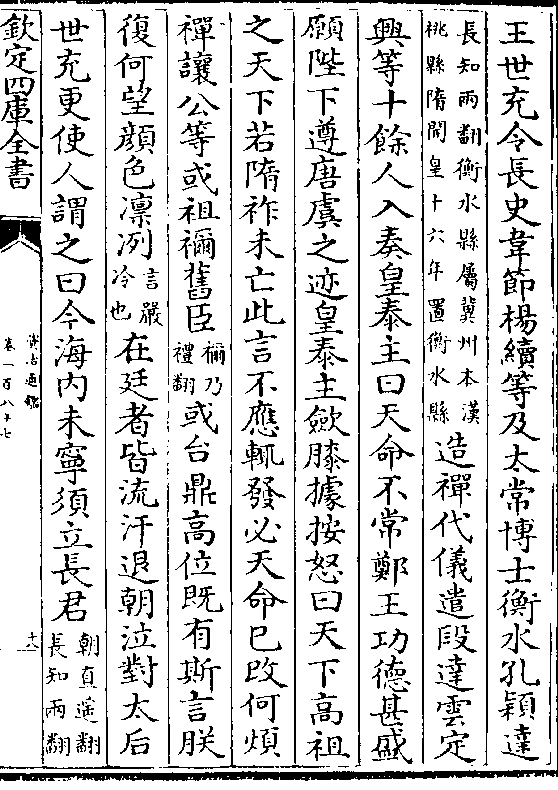 王世充令長史韋節楊續等及太常博士衡水孔穎達
長知兩翻衡水縣屬冀州本漢
桃縣隋開皇十六年置衡水縣
造禪代儀遣段達雲定
興等十餘人入奏皇泰主曰天命不常鄭王功德甚盛
願陛下遵唐虞之迹皇泰主斂膝據按怒曰天下高祖
之天下若隋祚未亡此言不應輒發必天命已改何煩
禪讓公等或祖禰舊臣
禰乃
禮翻
或台鼎高位既有斯言朕
復何望顔色凛冽
言嚴
冷也
在廷者皆流汗退朝泣對太后
世充更使人謂之曰今海内未寧須立長君
朝直遥翻
長知兩翻
欽定四庫全書
資治通鑑
卷一百八十七